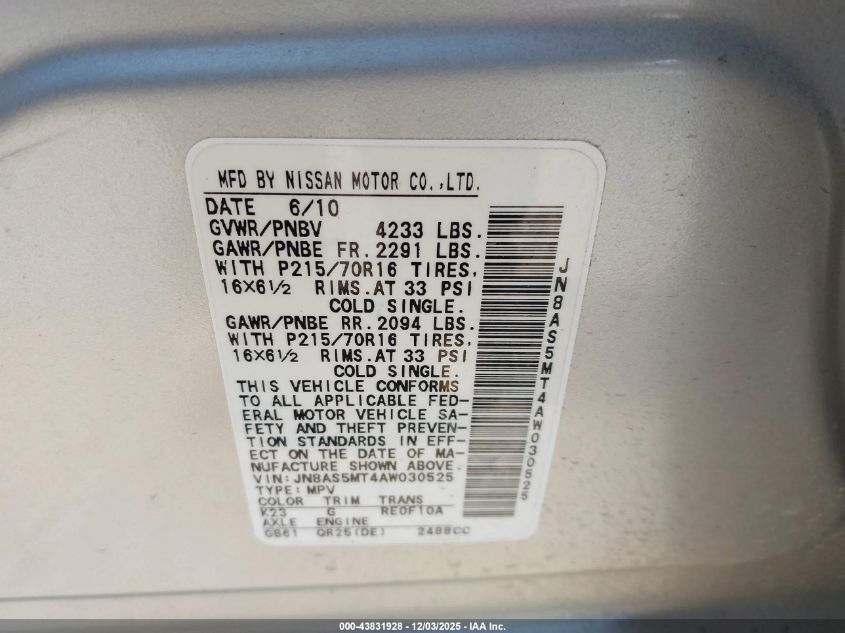 MFD BY NISSAN MOTOR CO.,LTD.
DATE 6/10
GVWR/PNBV 4233 LBS.
GAWR/PNBE FR. 2291 LBS.
WITH P215/70R16 TIRES,
16X6½ RIMS. AT 33 PSI
COLD SINGLE.
GAWR/PNBE RR. 2094 LBS.
WITH P215/70R16 TIRES,
16X6½ RIMS. AT 33 PSI
COLD SINGLE.
THIS VEHICLE CONFORMS
TO ALL APPLICABLE FED-
ERAL MOTOR VEHICLE SA-
FETY AND THEFT PREVEN-
TION STANDARDS IN EFF-
ECT ON THE DATE OF MA-
NUFACTURE SHOWN ABOVE.
VIN: JN8AS5MT4AW030525
TYPE: MPV
COLOR TRIM TRANS
K23 G RE0F10A
AXLE ENGINE
GB61 QR25(DE) 2488CC
JN8AS5MT4AW030525
000-43831928 - 12/03/2025 - IAA Inc.